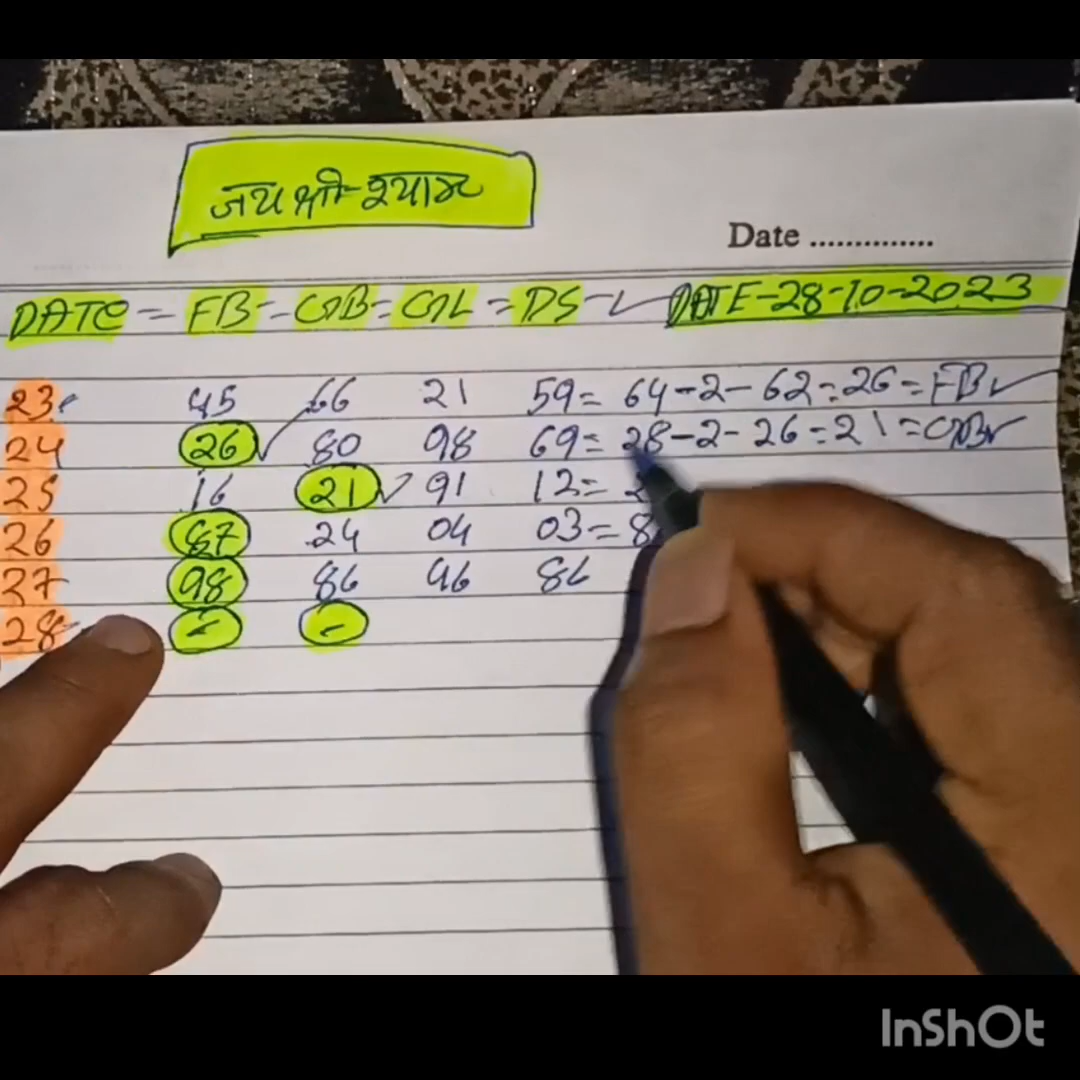 जय श्री श्याम
Date ..............
DATE = FB = GB = GL = DS DATE-28-10-2023
23 45 66 21 59= 64-2-62=26=FB✓
24 26✓ 80 98 69= 28-2-26=21=GB✓
25 16 21✓ 91 12=
26 87 24 04 03=8
27 98 86 46 86
28 - -
InShOt